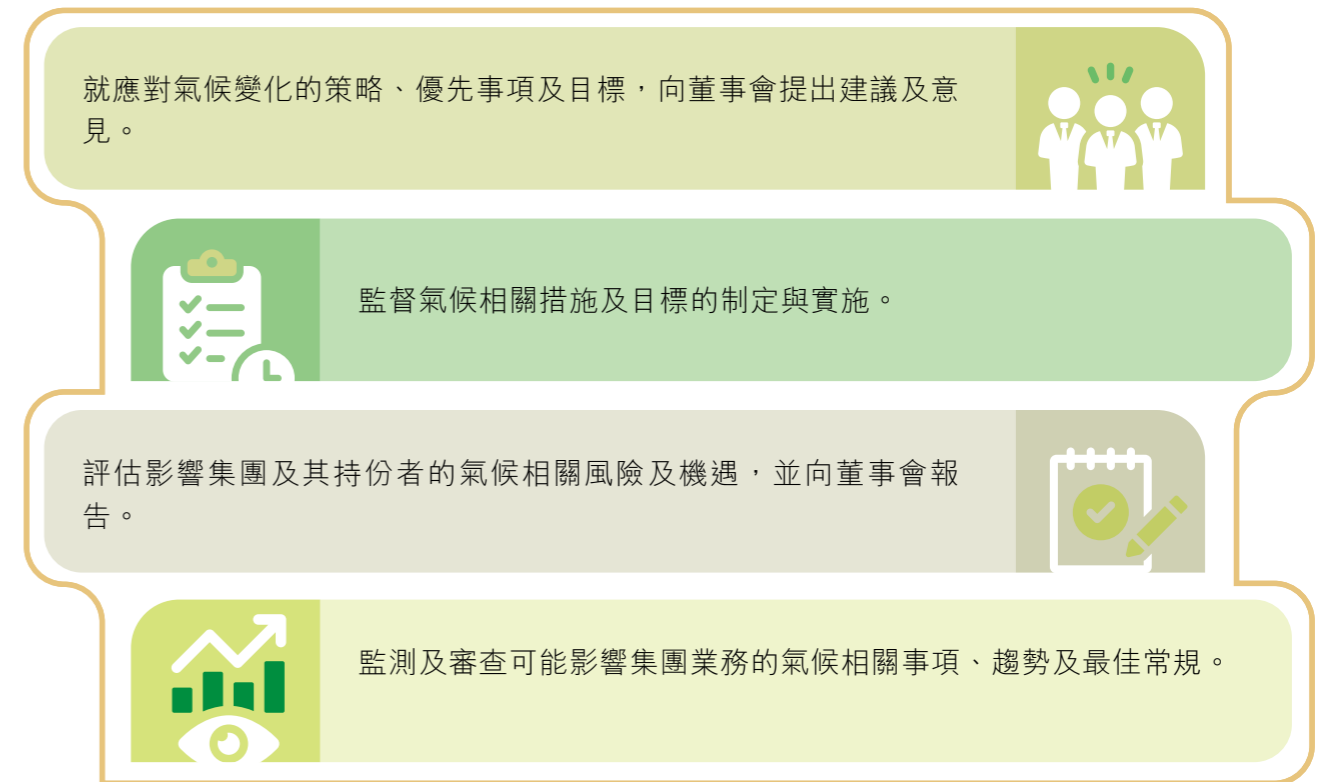 就應對氣候變化的策略、優先事項及目標，向董事會提出建議及意
見。
監督氣候相關措施及目標的制定與實施。
評估影響集團及其持份者的氣候相關風險及機遇，並向董事會報
告。
監測及審查可能影響集團業務的氣候相關事項、趨勢及最佳常規。